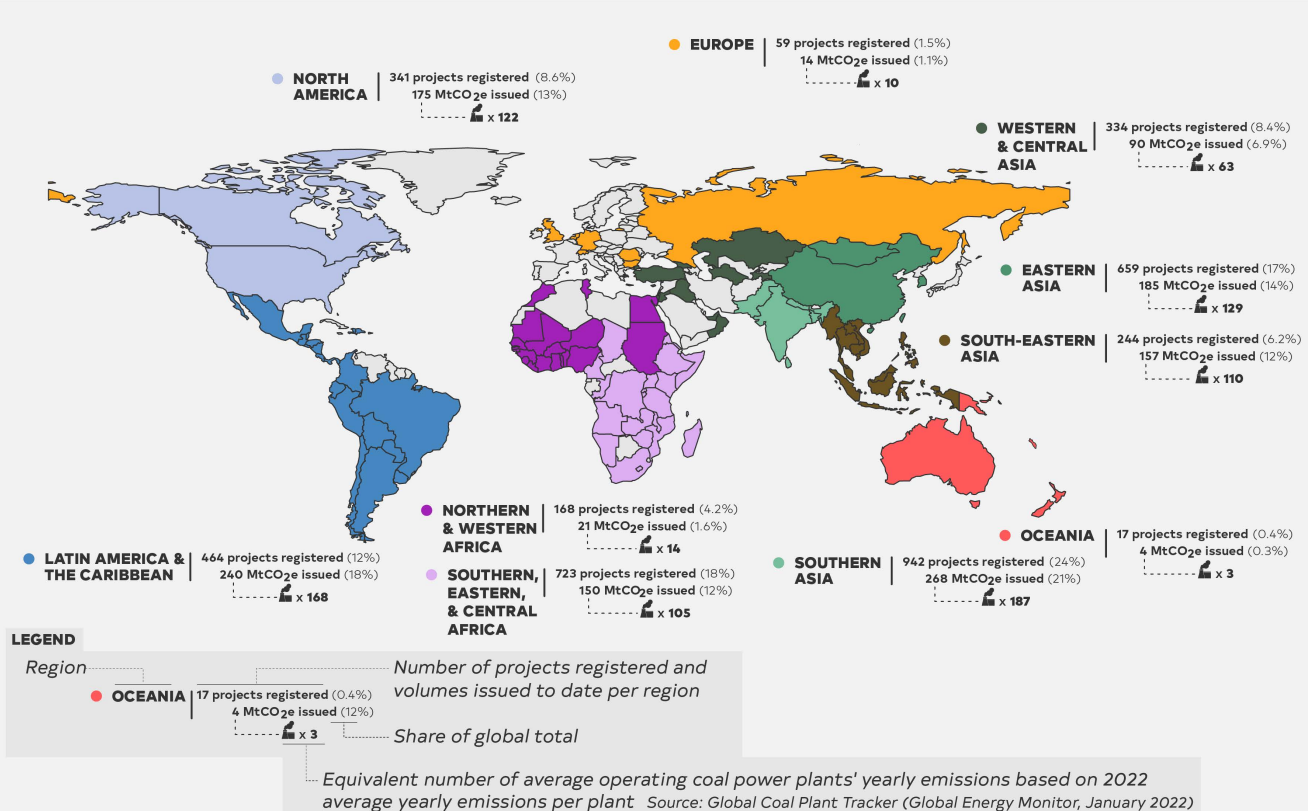 EUROPE
59 projects registered (1.5%)
14 MtCO2e issued (1.1%)
x 10
NORTH
AMERICA
341 projects registered (8.6%)
175 MtCO2e issued (13%)
x 122
WESTERN
& CENTRAL
ASIA
334 projects registered (8.4%)
90 MtCO2e issued (6.9%)
x 63
EASTERN
ASIA
659 projects registered (17%)
185 MtCO2e issued (14%)
x 129
SOUTH-EASTERN
ASIA
244 projects registered (6.2%)
157 MtCO2e issued (12%)
x 110
NORTHERN
& WESTERN
AFRICA
168 projects registered (4.2%)
21 MtCO2e issued (1.6%)
x 14
OCEANIA
17 projects registered (0.4%)
4 MtCO2e issued (0.3%)
x 3
LATIN AMERICA &
THE CARIBBEAN
464 projects registered (12%)
240 MtCO2e issued (18%)
x 168
SOUTHERN,
EASTERN,
& CENTRAL
AFRICA
723 projects registered (18%)
150 MtCO2e issued (12%)
x 105
SOUTHERN
ASIA
942 projects registered (24%)
268 MtCO2e issued (21%)
x 187
LEGEND
Region
OCEANIA
17 projects registered (0.4%)
4 MtCO2e issued (12%)
x 3
Number of projects registered and
volumes issued to date per region
Share of global total
Equivalent number of average operating coal power plants' yearly emissions based on 2022
average yearly emissions per plant Source: Global Coal Plant Tracker (Global Energy Monitor, January 2022)